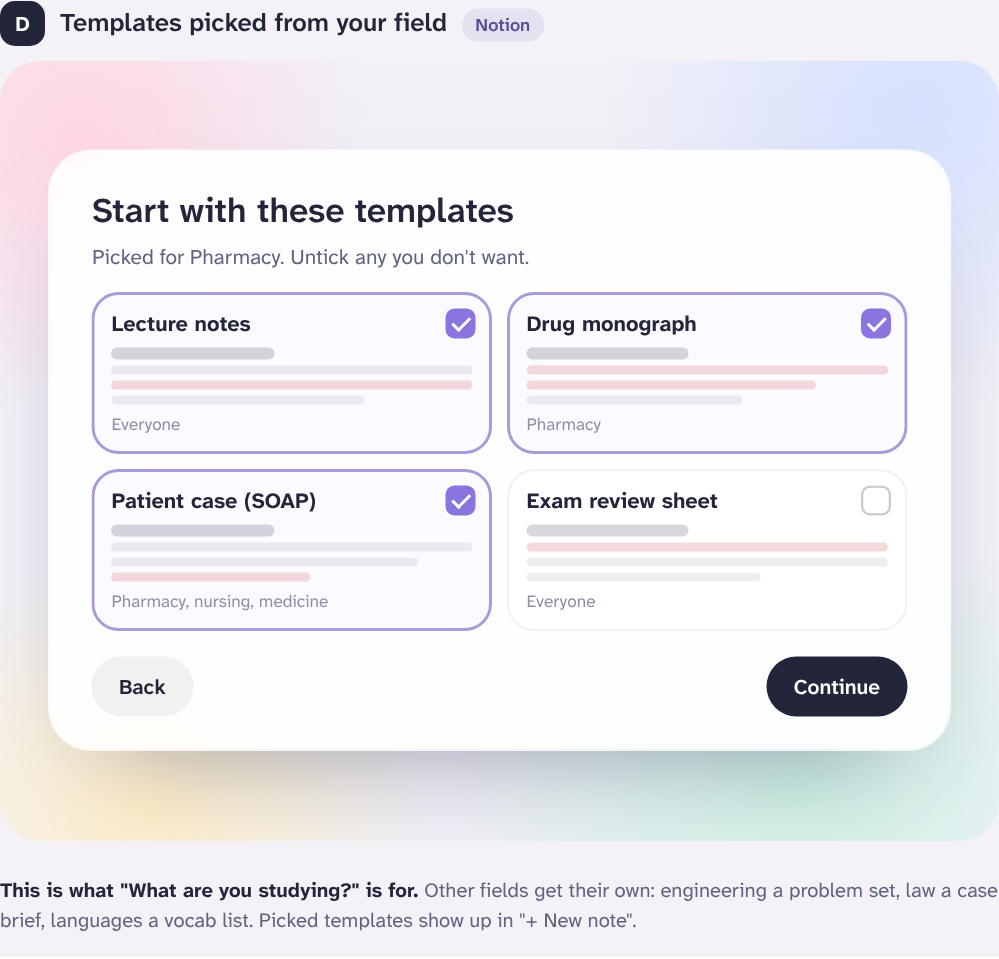 D Templates picked from your field Notion
Start with these templates
Picked for Pharmacy. Untick any you don't want.
Lecture notes
Everyone
Drug monograph
Pharmacy
Patient case (SOAP)
Pharmacy, nursing, medicine
Exam review sheet
Everyone
Back
Continue
This is what "What are you studying?" is for. Other fields get their own: engineering a problem set, law a case
brief, languages a vocab list. Picked templates show up in "+ New note".